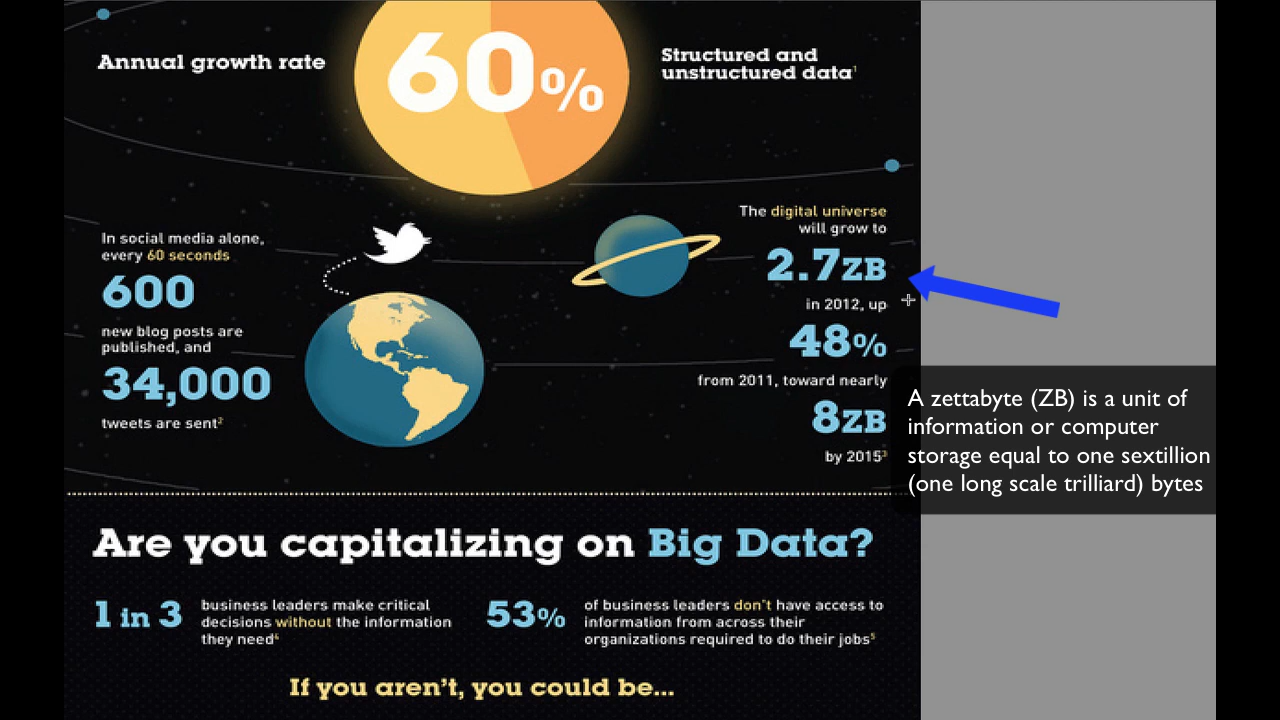 Annual growth rate
60%
Structured and
unstructured data¹
In social media alone,
every 60 seconds
600
new blog posts are
published, and
34,000
tweets are sent²
The digital universe
will grow to
2.7ZB
in 2012, up
48%
from 2011, toward nearly
8ZB
by 2015³
A zettabyte (ZB) is a unit of
information or computer
storage equal to one sextillion
(one long scale trilliard) bytes
Are you capitalizing on Big Data?
1 in 3
business leaders make critical
decisions without the information
they need⁴
53%
of business leaders don't have access to
information from across their
organizations required to do their jobs⁵
If you aren't, you could be...